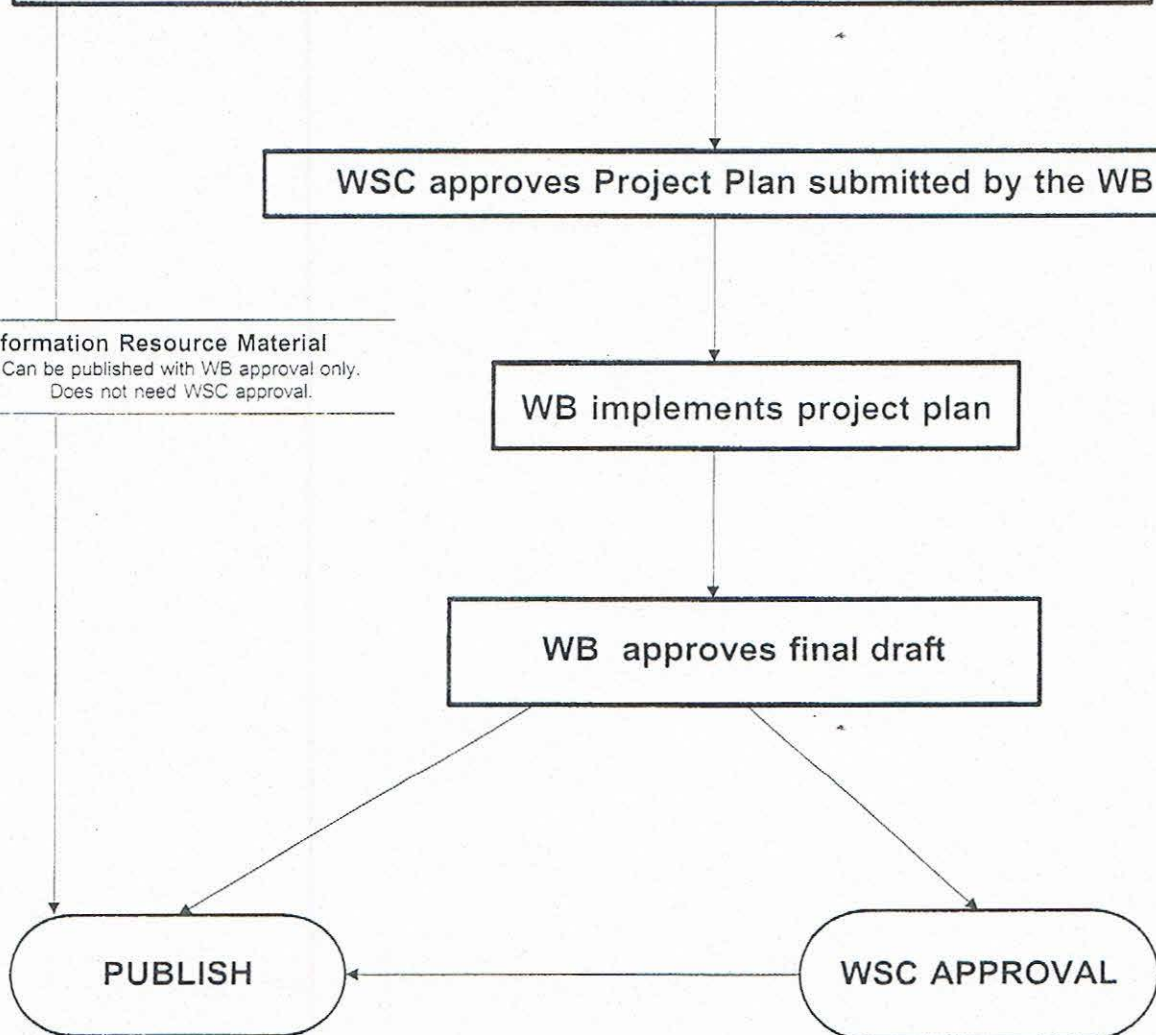 WSC approves Project Plan submitted by the WB
formation Resource Material
Can be published with WB approval only.
Does not need WSC approval.
WB implements project plan
WB approves final draft
PUBLISH
WSC APPROVAL